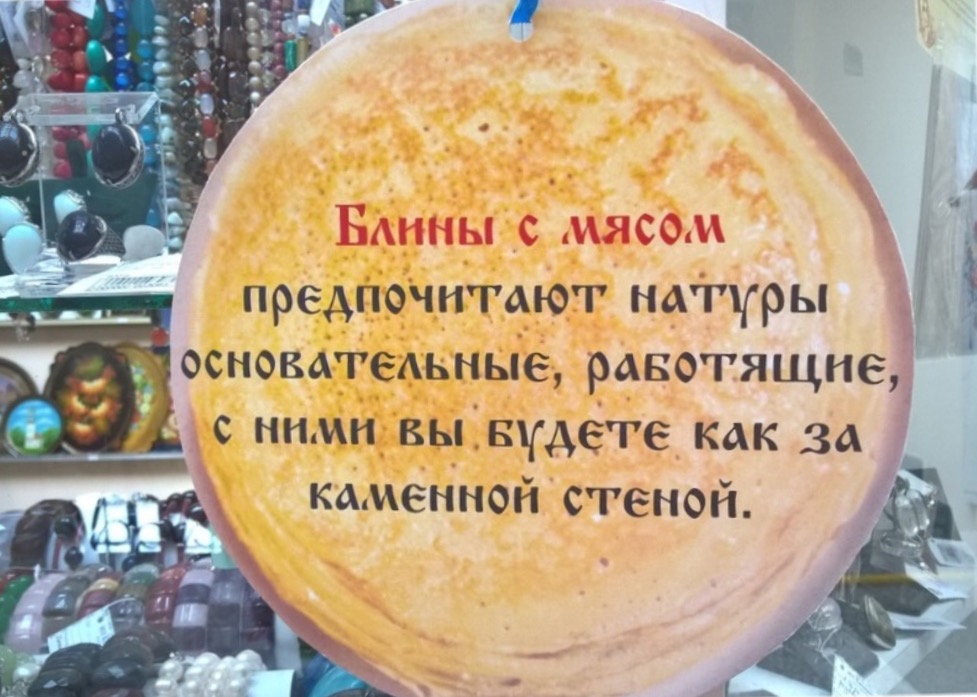 Блины с мясом
предпочитают натуры
основательные, работящие,
с ними вы будете как за
каменной стеной.